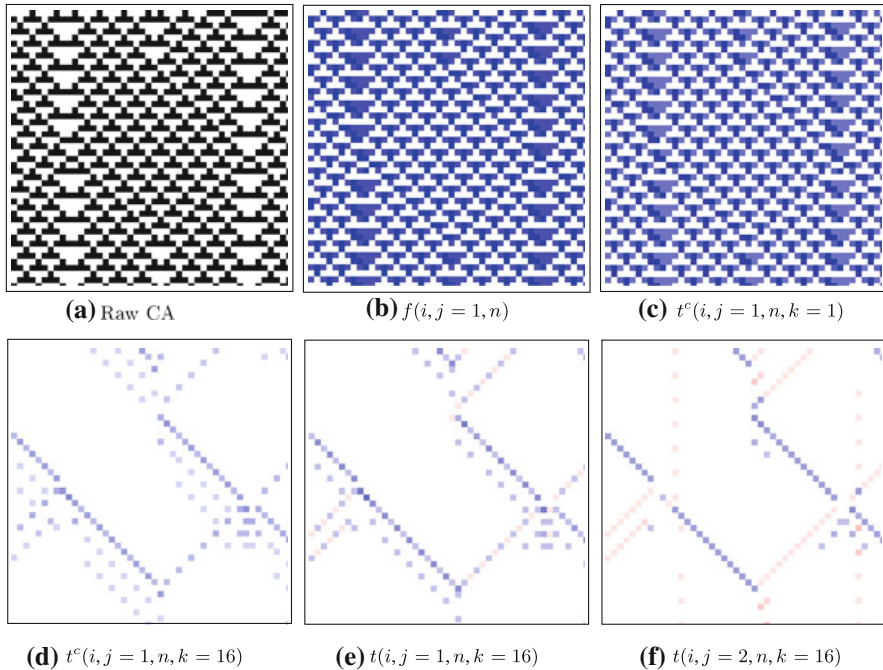 (a) Raw CA
(b) f(i, j = 1, n)
(c) t^c(i, j = 1, n, k = 1)
(d) t^c(i, j = 1, n, k = 16)
(e) t(i, j = 1, n, k = 16)
(f) t(i, j = 2, n, k = 16)